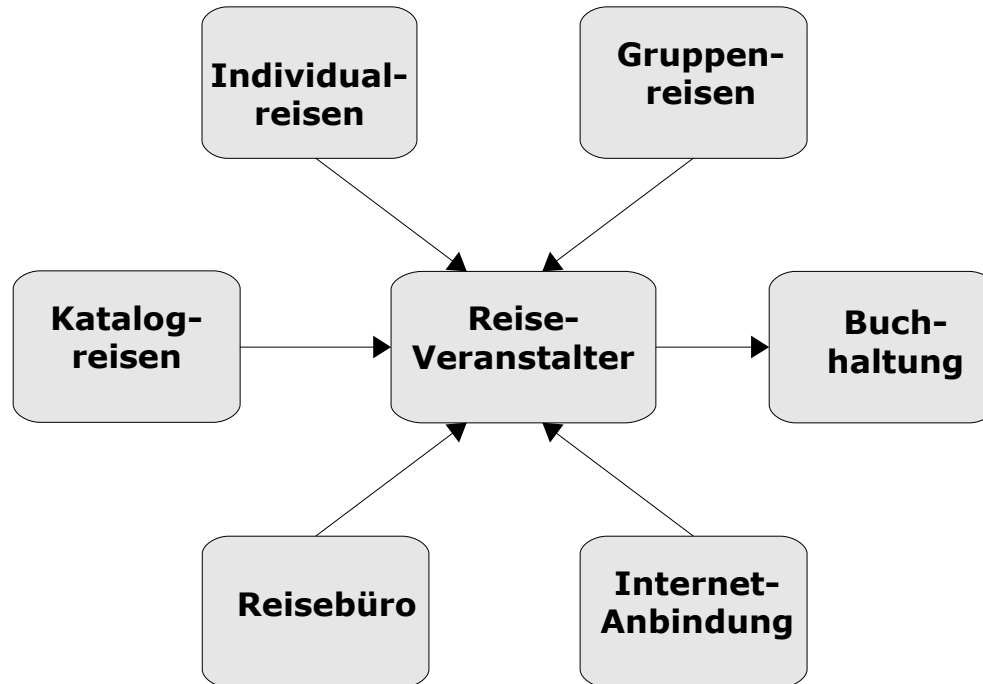 Individual-
reisen
Gruppen-
reisen
Katalog-
reisen
Reise-
Veranstalter
Buch-
haltung
Reisebüro
Internet-
Anbindung